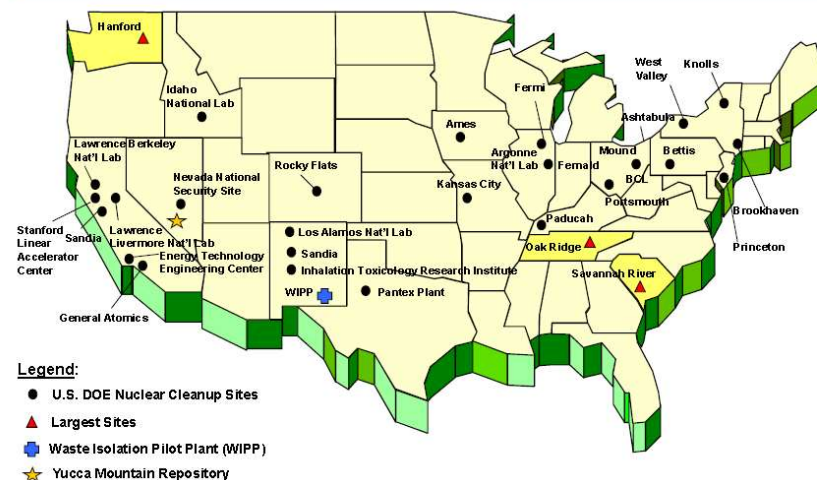 Hanford
West
Valley
Knolls
Idaho
National Lab
Fermi
Ames
Ashtabula
Lawrence Berkeley
Nat'l Lab
Nevada National
Security Site
Rocky Flats
Argonne
Nat'l Lab
Fernald
Mound
BCL
Bettis
Kansas City
Portsmouth
Brookhaven
Stanford
Linear
Accelerator
Center
Sandia
Lawrence
Livermore Nat'l Lab
Los Alamos Nat'l Lab
Paducah
Princeton
Energy Technology
Engineering Center
Sandia
Oak Ridge
Inhalation Toxicology Research Institute
Savannah River
WIPP
Pantex Plant
General Atomics
Legend:
U.S. DOE Nuclear Cleanup Sites
Largest Sites
Waste Isolation Pilot Plant (WIPP)
Yucca Mountain Repository